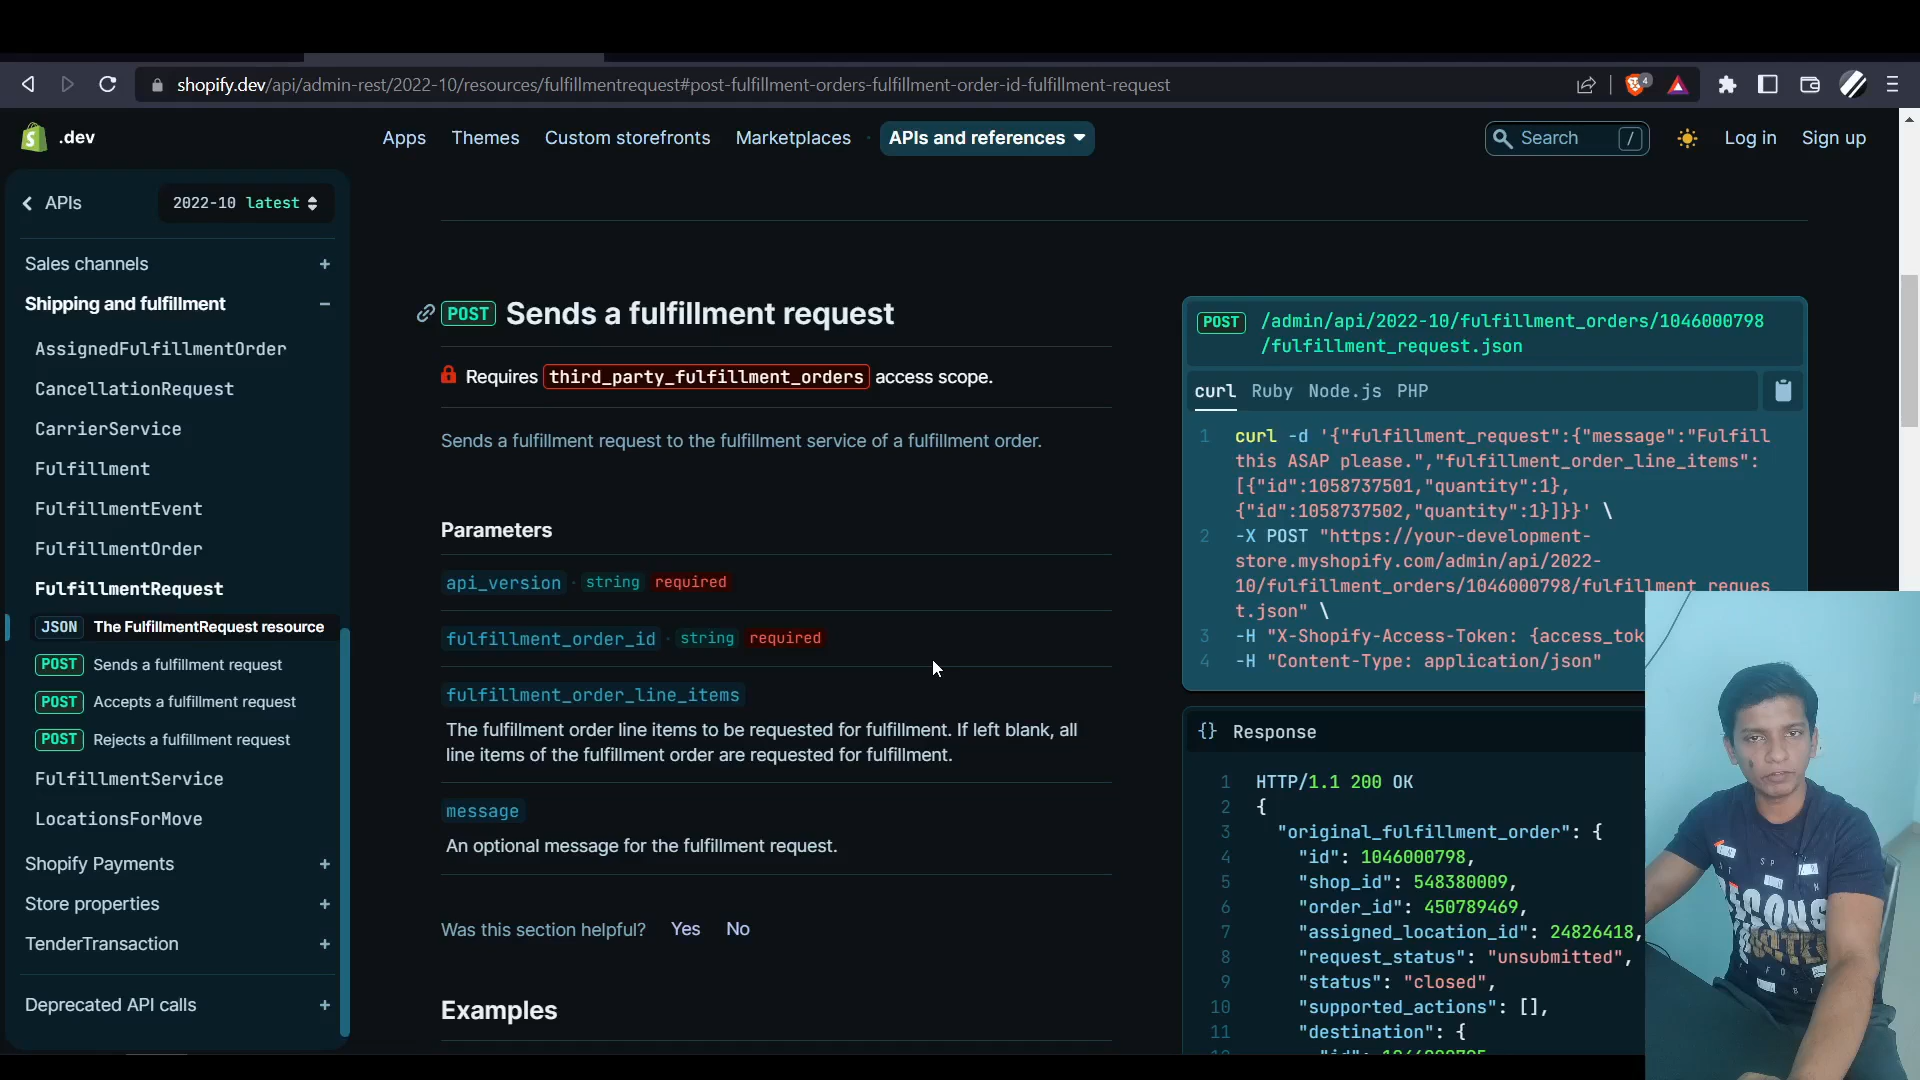 shopify.dev/api/admin-rest/2022-10/resources/fulfillmentrequest#post-fulfillment-orders-fulfillment-order-id-fulfillment-request
4
.dev
Apps
Themes
Custom storefronts
Marketplaces
APIs and references
Search
/
Log in
Sign up
APIs
2022-10 latest
Sales channels +
Shipping and fulfillment −
AssignedFulfillmentOrder
CancellationRequest
CarrierService
Fulfillment
FulfillmentEvent
FulfillmentOrder
FulfillmentRequest
JSON The FulfillmentRequest resource
POST Sends a fulfillment request
POST Accepts a fulfillment request
POST Rejects a fulfillment request
FulfillmentService
LocationsForMove
Shopify Payments +
Store properties +
TenderTransaction +
Deprecated API calls +
POST Sends a fulfillment request
Requires third_party_fulfillment_orders access scope.
Sends a fulfillment request to the fulfillment service of a fulfillment order.
Parameters
api_version · string required
fulfillment_order_id · string required
fulfillment_order_line_items
The fulfillment order line items to be requested for fulfillment. If left blank, all
line items of the fulfillment order are requested for fulfillment.
message
An optional message for the fulfillment request.
Was this section helpful? Yes No
Examples
POST /admin/api/2022-10/fulfillment_orders/1046000798
/fulfillment_request.json
curl Ruby Node.js PHP
1 curl -d '{"fulfillment_request":{"message":"Fulfill
this ASAP please.","fulfillment_order_line_items":
[{"id":1058737501,"quantity":1},
{"id":1058737502,"quantity":1}]}}' \
2 -X POST "https://your-development-
store.myshopify.com/admin/api/2022-
10/fulfillment_orders/1046000798/fulfillment_reques
t.json" \
3 -H "X-Shopify-Access-Token: {access_tok
4 -H "Content-Type: application/json"
{} Response
1 HTTP/1.1 200 OK
2 {
3 "original_fulfillment_order": {
4 "id": 1046000798,
5 "shop_id": 548380009,
6 "order_id": 450789469,
7 "assigned_location_id": 24826418,
8 "request_status": "unsubmitted",
9 "status": "closed",
10 "supported_actions": [],
11 "destination": {